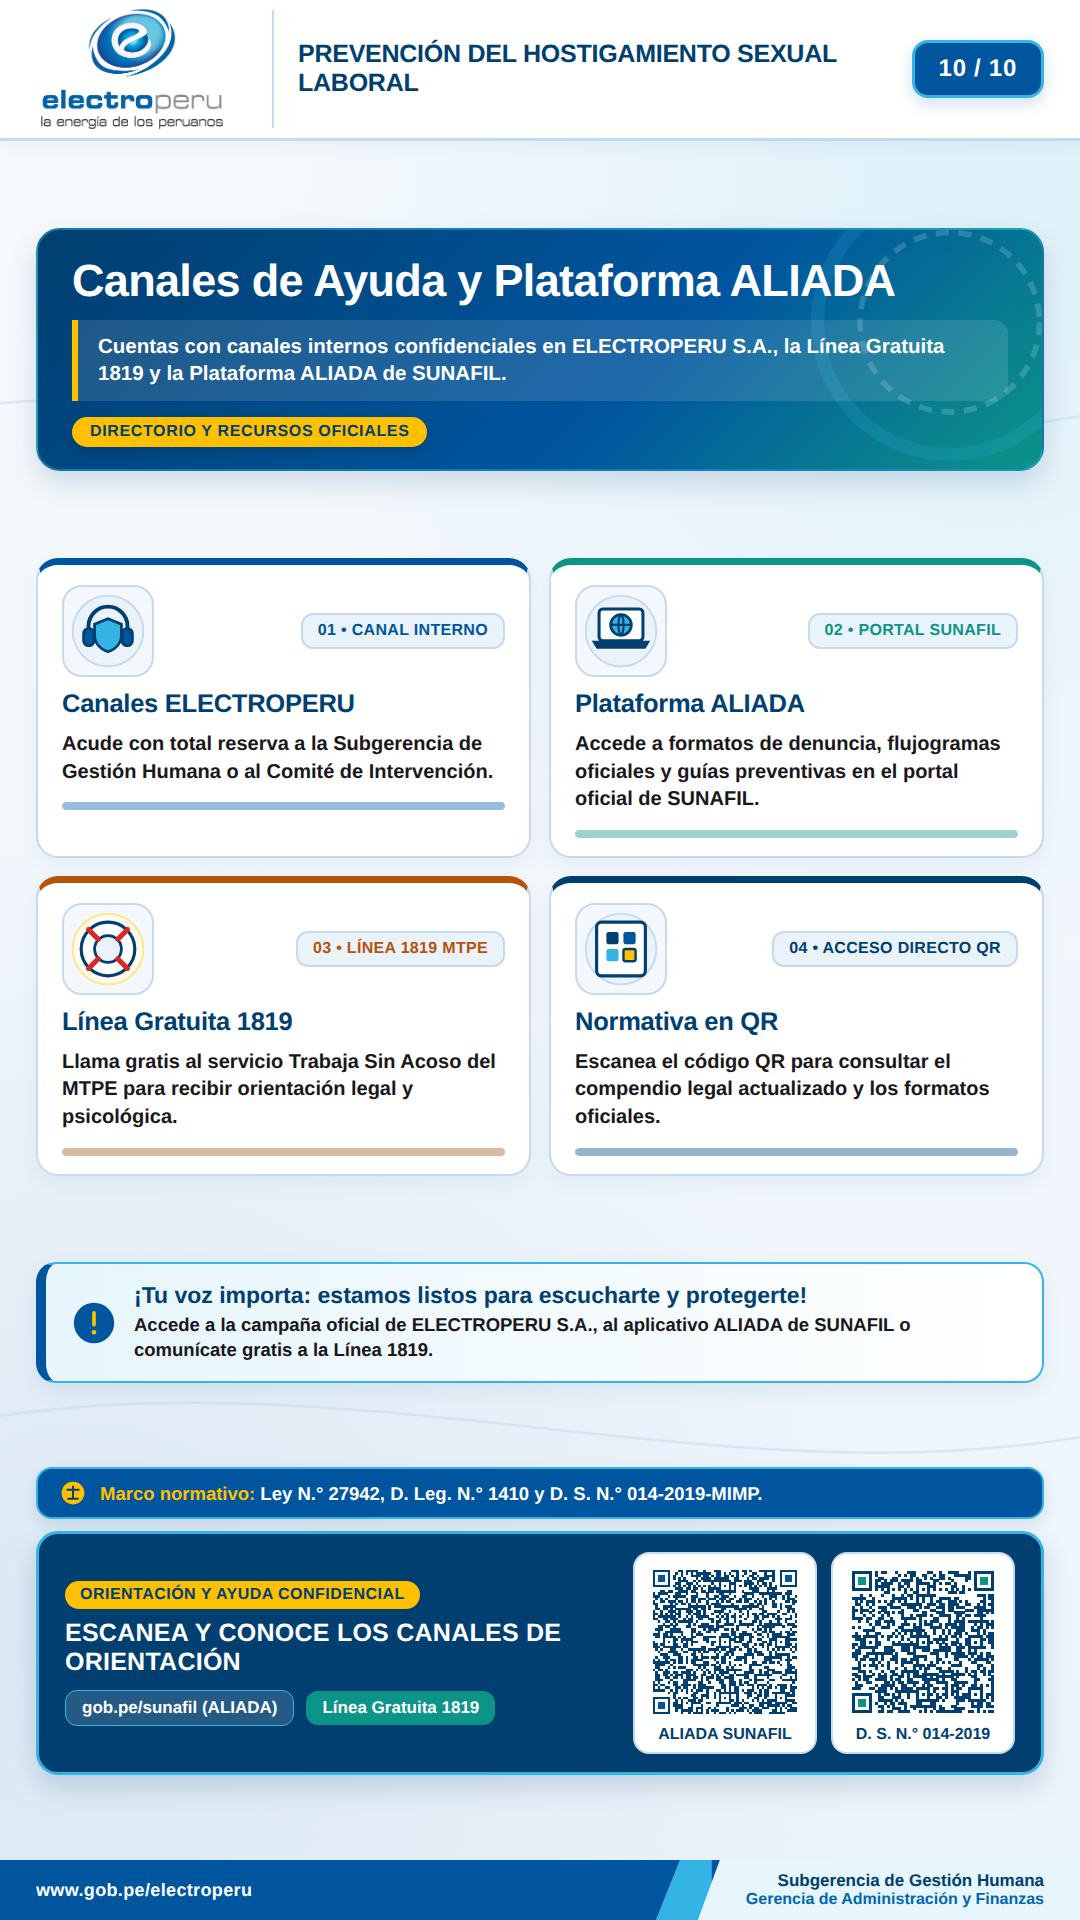 electroperu
la energía de los peruanos
PREVENCIÓN DEL HOSTIGAMIENTO SEXUAL
LABORAL
10 / 10
Canales de Ayuda y Plataforma ALIADA
Cuentas con canales internos confidenciales en ELECTROPERU S.A., la Línea Gratuita
1819 y la Plataforma ALIADA de SUNAFIL.
DIRECTORIO Y RECURSOS OFICIALES
01 • CANAL INTERNO
Canales ELECTROPERU
Acude con total reserva a la Subgerencia de
Gestión Humana o al Comité de Intervención.
02 • PORTAL SUNAFIL
Plataforma ALIADA
Accede a formatos de denuncia, flujogramas
oficiales y guías preventivas en el portal
oficial de SUNAFIL.
03 • LÍNEA 1819 MTPE
Línea Gratuita 1819
Llama gratis al servicio Trabaja Sin Acoso del
MTPE para recibir orientación legal y
psicológica.
04 • ACCESO DIRECTO QR
Normativa en QR
Escanea el código QR para consultar el
compendio legal actualizado y los formatos
oficiales.
¡Tu voz importa: estamos listos para escucharte y protegerte!
Accede a la campaña oficial de ELECTROPERU S.A., al aplicativo ALIADA de SUNAFIL o
comunícate gratis a la Línea 1819.
Marco normativo: Ley N.° 27942, D. Leg. N.° 1410 y D. S. N.° 014-2019-MIMP.
ORIENTACIÓN Y AYUDA CONFIDENCIAL
ESCANEA Y CONOCE LOS CANALES DE
ORIENTACIÓN
gob.pe/sunafil (ALIADA)
Línea Gratuita 1819
ALIADA SUNAFIL
D. S. N.° 014-2019
www.gob.pe/electroperu
Subgerencia de Gestión Humana
Gerencia de Administración y Finanzas